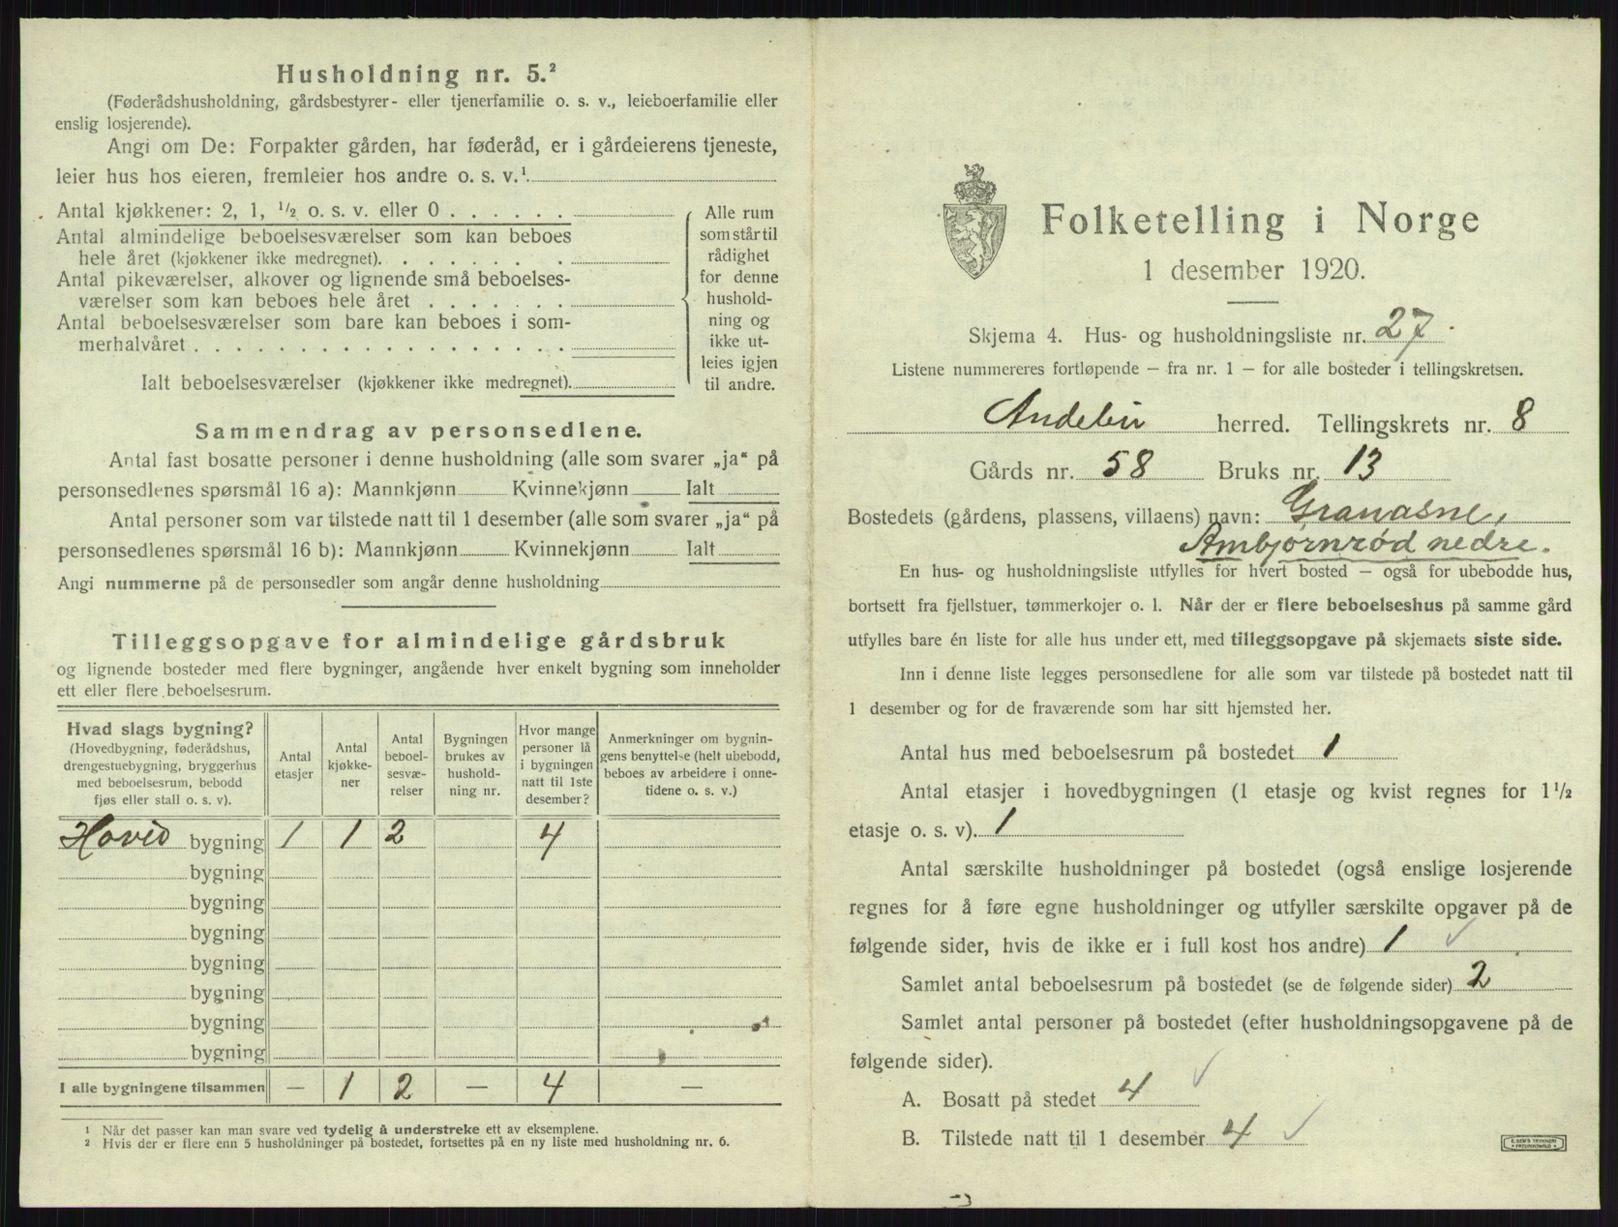 Husholdning nr. 5.²
(Føderådshusholdning, gårdsbestyrer- eller tjenerfamilie o. s. v., leieboerfamilie eller
enslig losjerende).
Angi om De: Forpakter gården, har føderåd, er i gårdeierens tjeneste,
leier hus hos eieren, fremleier hos andre o. s. v.¹
Antal kjøkkener: 2, 1, ½ o. s. v. eller 0
Antal almindelige beboelsesværelser som kan beboes
hele året (kjøkkener ikke medregnet).
Antal pikeværelser, alkover og lignende små beboelses-
værelser som kan beboes hele året
Antal beboelsesværelser som bare kan beboes i som-
merhalvåret
Ialt beboelsesværelser (kjøkkener ikke medregnet).
Alle rum
som står til
rådighet
for denne
hushold-
ning og
ikke ut-
leies igjen
til andre.
Sammendrag av personsedlene.
Antal fast bosatte personer i denne husholdning (alle som svarer „ja“ på
personsedlenes spørsmål 16 a): Mannkjønn Kvinnekjønn Ialt
Antal personer som var tilstede natt til 1 desember (alle som svarer „ja“ på
personsedlenes spørsmål 16 b): Mannkjønn Kvinnekjønn Ialt
Angi nummerne på de personsedler som angår denne husholdning
Tilleggsopgave for almindelige gårdsbruk
og lignende bosteder med flere bygninger, angående hver enkelt bygning som inneholder
ett eller flere beboelsesrum.
Hvad slags bygning?
(Hovedbygning, føderådshus,
drengestuebygning, bryggerhus
med beboelsesrum, bebodd
fjøs eller stall o. s. v).
Antal
etasjer
Antal
kjøkke-
ner
Antal
beboel-
sesvæ-
relser
Bygningen
brukes av
hushold-
ning nr.
Hvor mange
personer lå
i bygningen
natt til 1ste
desember?
Anmerkninger om bygnin-
gens benyttelse (helt ubebodd,
beboes av arbeidere i onne-
tidene o. s. v.)
Hoved bygning 1 1 2 4
bygning
bygning
bygning
bygning
bygning
bygning
bygning
I alle bygningene tilsammen — 1 2 — 4 —
¹ Når det passer kan man svare ved tydelig å understreke ett av eksemplene.
² Hvis der er flere enn 5 husholdninger på bostedet, fortsettes på en ny liste med husholdning nr. 6.
Folketelling i Norge
1 desember 1920.
Skjema 4. Hus- og husholdningsliste nr. 27
Listene nummereres fortløpende — fra nr. 1 — for alle bosteder i tellingskretsen.
Andebu herred. Tellingskrets nr. 8
Gårds nr. 58 Bruks nr. 13
Bostedets (gårdens, plassens, villaens) navn: Granasne,
Ambjørnrød nedre.
En hus- og husholdningsliste utfylles for hvert bosted — også for ubebodde hus,
bortsett fra fjellstuer, tømmerkojer o. l. Når der er flere beboelseshus på samme gård
utfylles bare én liste for alle hus under ett, med tilleggsopgave på skjemaets siste side.
Inn i denne liste legges personsedlene for alle som var tilstede på bostedet natt til
1 desember og for de fraværende som har sitt hjemsted her.
Antal hus med beboelsesrum på bostedet 1
Antal etasjer i hovedbygningen (1 etasje og kvist regnes for 1½
etasje o. s. v). 1
Antal særskilte husholdninger på bostedet (også enslige losjerende
regnes for å føre egne husholdninger og utfyller særskilte opgaver på de
følgende sider, hvis de ikke er i full kost hos andre) 1 ✓
Samlet antal beboelsesrum på bostedet (se de følgende sider) 2
Samlet antal personer på bostedet (efter husholdningsopgavene på de
følgende sider).
A. Bosatt på stedet 4 ✓
B. Tilstede natt til 1 desember 4 ✓